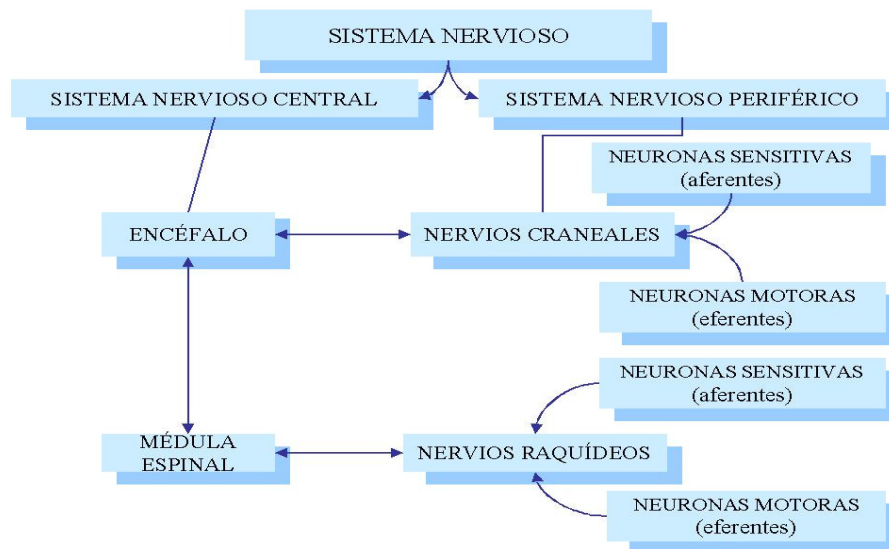 SISTEMA NERVIOSO
SISTEMA NERVIOSO CENTRAL
SISTEMA NERVIOSO PERIFÉRICO
NEURONAS SENSITIVAS
(aferentes)
ENCÉFALO
NERVIOS CRANEALES
NEURONAS MOTORAS
(eferentes)
NEURONAS SENSITIVAS
(aferentes)
MÉDULA
ESPINAL
NERVIOS RAQUÍDEOS
NEURONAS MOTORAS
(eferentes)